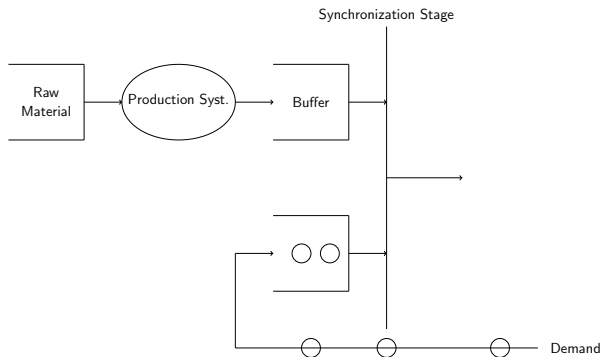 Synchronization Stage
Raw
Material
Production Syst.
Buffer
Demand